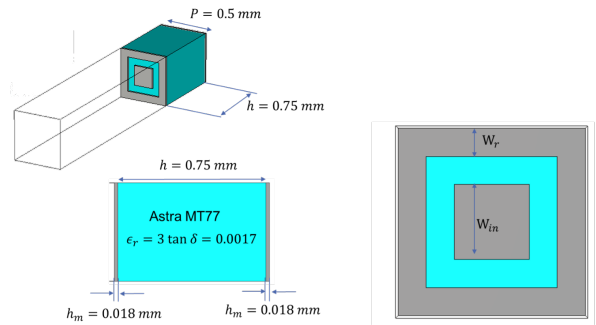 P = 0.5 mm
h = 0.75 mm
h = 0.75 mm
Astra MT77
ϵᵣ = 3 tan δ = 0.0017
hₘ = 0.018 mm
hₘ = 0.018 mm
Wᵣ
Wᵢₙ